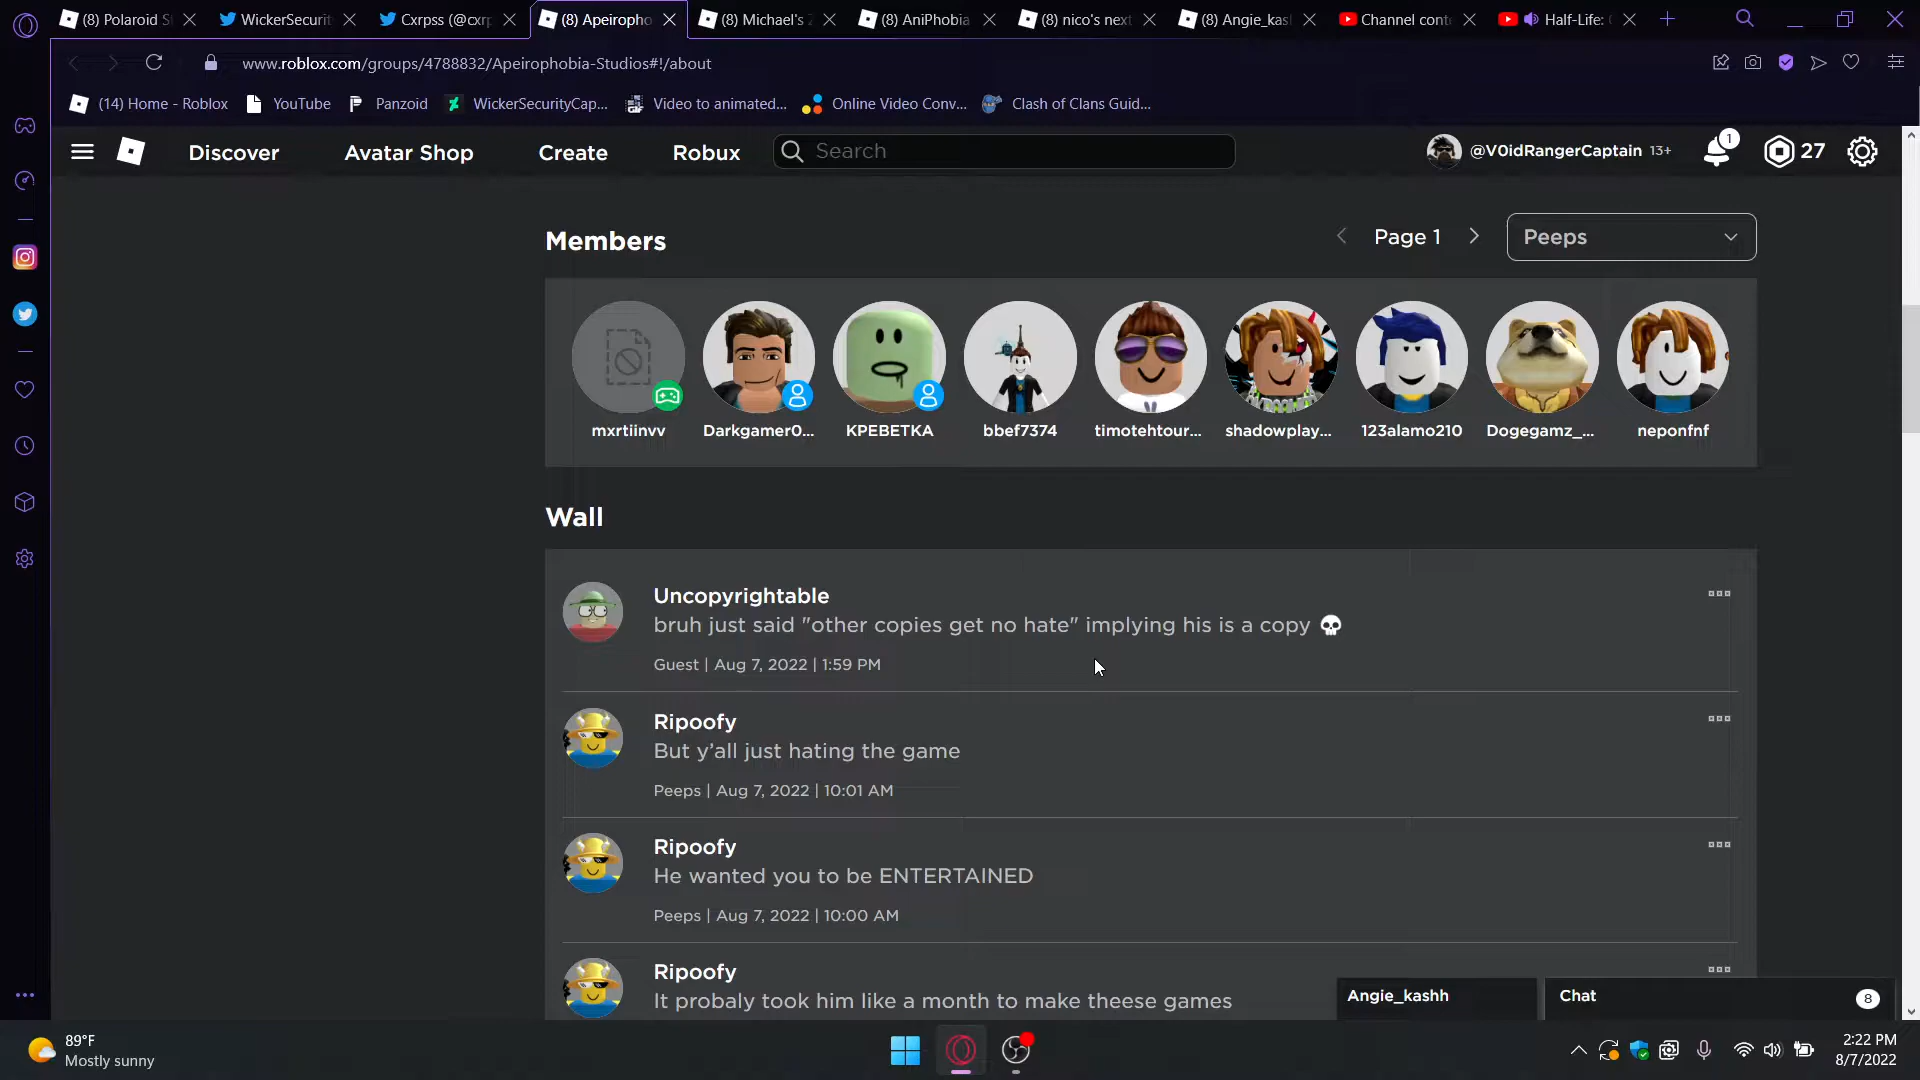 (8) Polaroid S
WickerSecurit
Cxrpss (@cxrp
(8) Apeiropho
(8) Michael's Z
(8) AniPhobia
(8) nico's next
(8) Angie_kas
Channel conte
Half-Life:
www.roblox.com/groups/4788832/Apeirophobia-Studios#!/about
(14) Home - Roblox
YouTube
Panzoid
WickerSecurityCap...
Video to animated...
Online Video Conv...
Clash of Clans Guid...
Discover
Avatar Shop
Create
Robux
Search
@V0idRangerCaptain 13+
1
27
Members
Page 1
Peeps
mxrtiinvv
Darkgamer0...
KPEBETKA
bbef7374
timotehtour...
shadowplay...
123alamo210
Dogegamz_...
neponfnf
Wall
Uncopyrightable
bruh just said "other copies get no hate" implying his is a copy 💀
Guest | Aug 7, 2022 | 1:59 PM
Ripoofy
But y'all just hating the game
Peeps | Aug 7, 2022 | 10:01 AM
Ripoofy
He wanted you to be ENTERTAINED
Peeps | Aug 7, 2022 | 10:00 AM
Ripoofy
It probaly took him like a month to make theese games
Angie_kashh
Chat
8
89°F
Mostly sunny
2:22 PM
8/7/2022